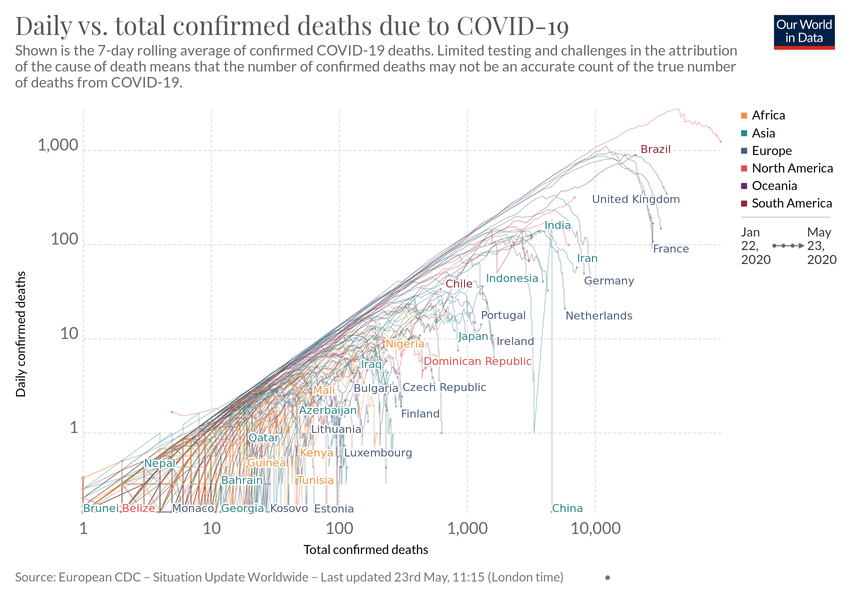 Daily vs. total confirmed deaths due to COVID-19
Our World
in Data
Shown is the 7-day rolling average of confirmed COVID-19 deaths. Limited testing and challenges in the attribution
of the cause of death means that the number of confirmed deaths may not be an accurate count of the true number
of deaths from COVID-19.
Africa
Asia
Europe
North America
Oceania
South America
Jan
22,
2020
May
23,
2020
Daily confirmed deaths
1,000
100
10
1
Brazil
United Kingdom
India
France
Iran
Indonesia
Germany
Chile
Portugal
Netherlands
Japan
Ireland
Nigeria
Iraq
Dominican Republic
Mali
Bulgaria
Czech Republic
Azerbaijan
Finland
Lithuania
Qatar
Kenya
Luxembourg
Nepal
Guinea
Bahrain
Tunisia
Brunei
Belize
Monaco
Georgia
Kosovo
Estonia
China
1
10
100
1,000
10,000
Total confirmed deaths
Source: European CDC – Situation Update Worldwide – Last updated 23rd May, 11:15 (London time)